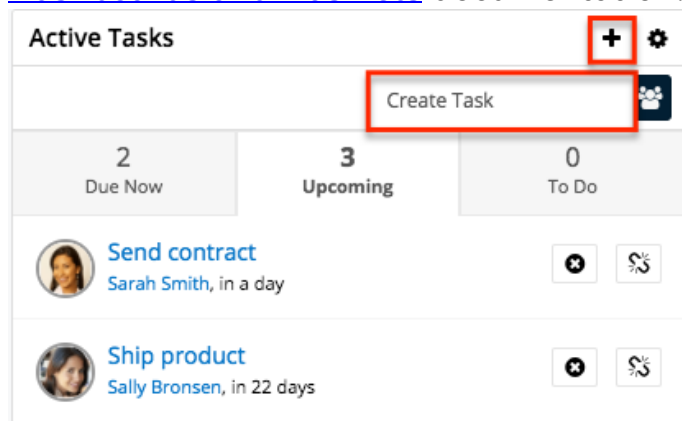 Active Tasks
Create Task
2
Due Now
3
Upcoming
0
To Do
Send contract
Sarah Smith, in a day
Ship product
Sally Bronsen, in 22 days